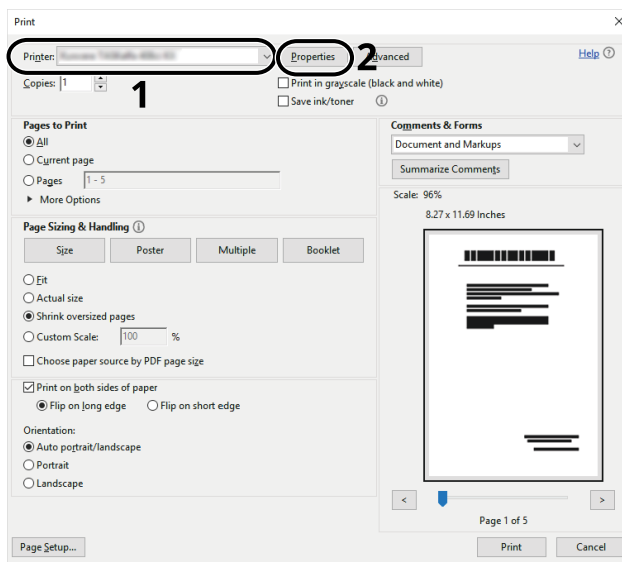 Print
Printer:
Properties
2
Advanced
Help
Copies: 1
1
Print in grayscale (black and white)
Save ink/toner
Pages to Print
All
Current page
Pages 1 - 5
More Options
Comments & Forms
Document and Markups
Summarize Comments
Scale: 96%
8.27 x 11.69 Inches
Page Sizing & Handling
Size Poster Multiple Booklet
Fit
Actual size
Shrink oversized pages
Custom Scale: 100 %
Choose paper source by PDF page size
Print on both sides of paper
Flip on long edge Flip on short edge
Orientation:
Auto portrait/landscape
Portrait
Landscape
< >
Page 1 of 5
Page Setup...
Print Cancel